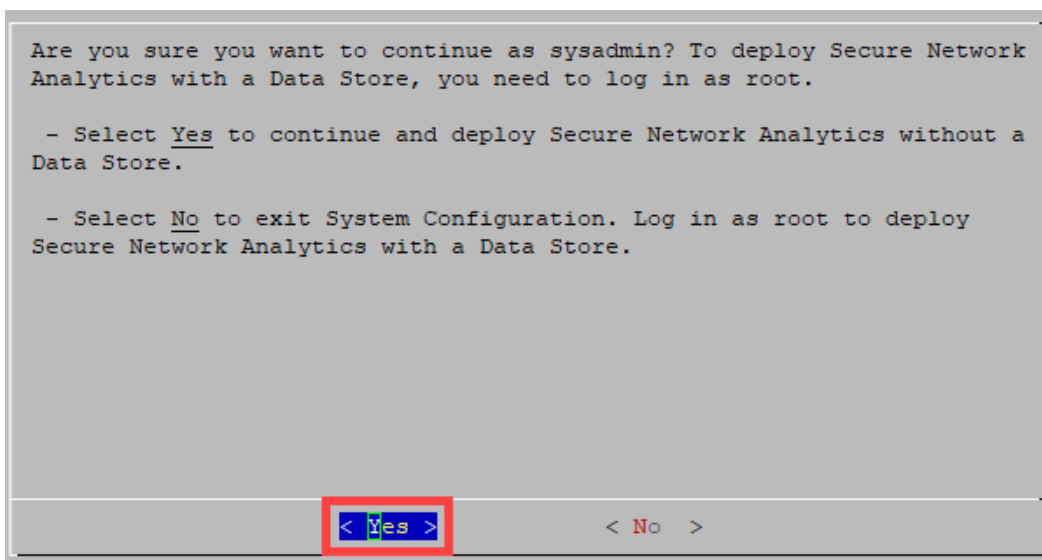 Are you sure you want to continue as sysadmin? To deploy Secure Network
Analytics with a Data Store, you need to log in as root.
- Select Yes to continue and deploy Secure Network Analytics without a
Data Store.
- Select No to exit System Configuration. Log in as root to deploy
Secure Network Analytics with a Data Store.
< Yes > < No >